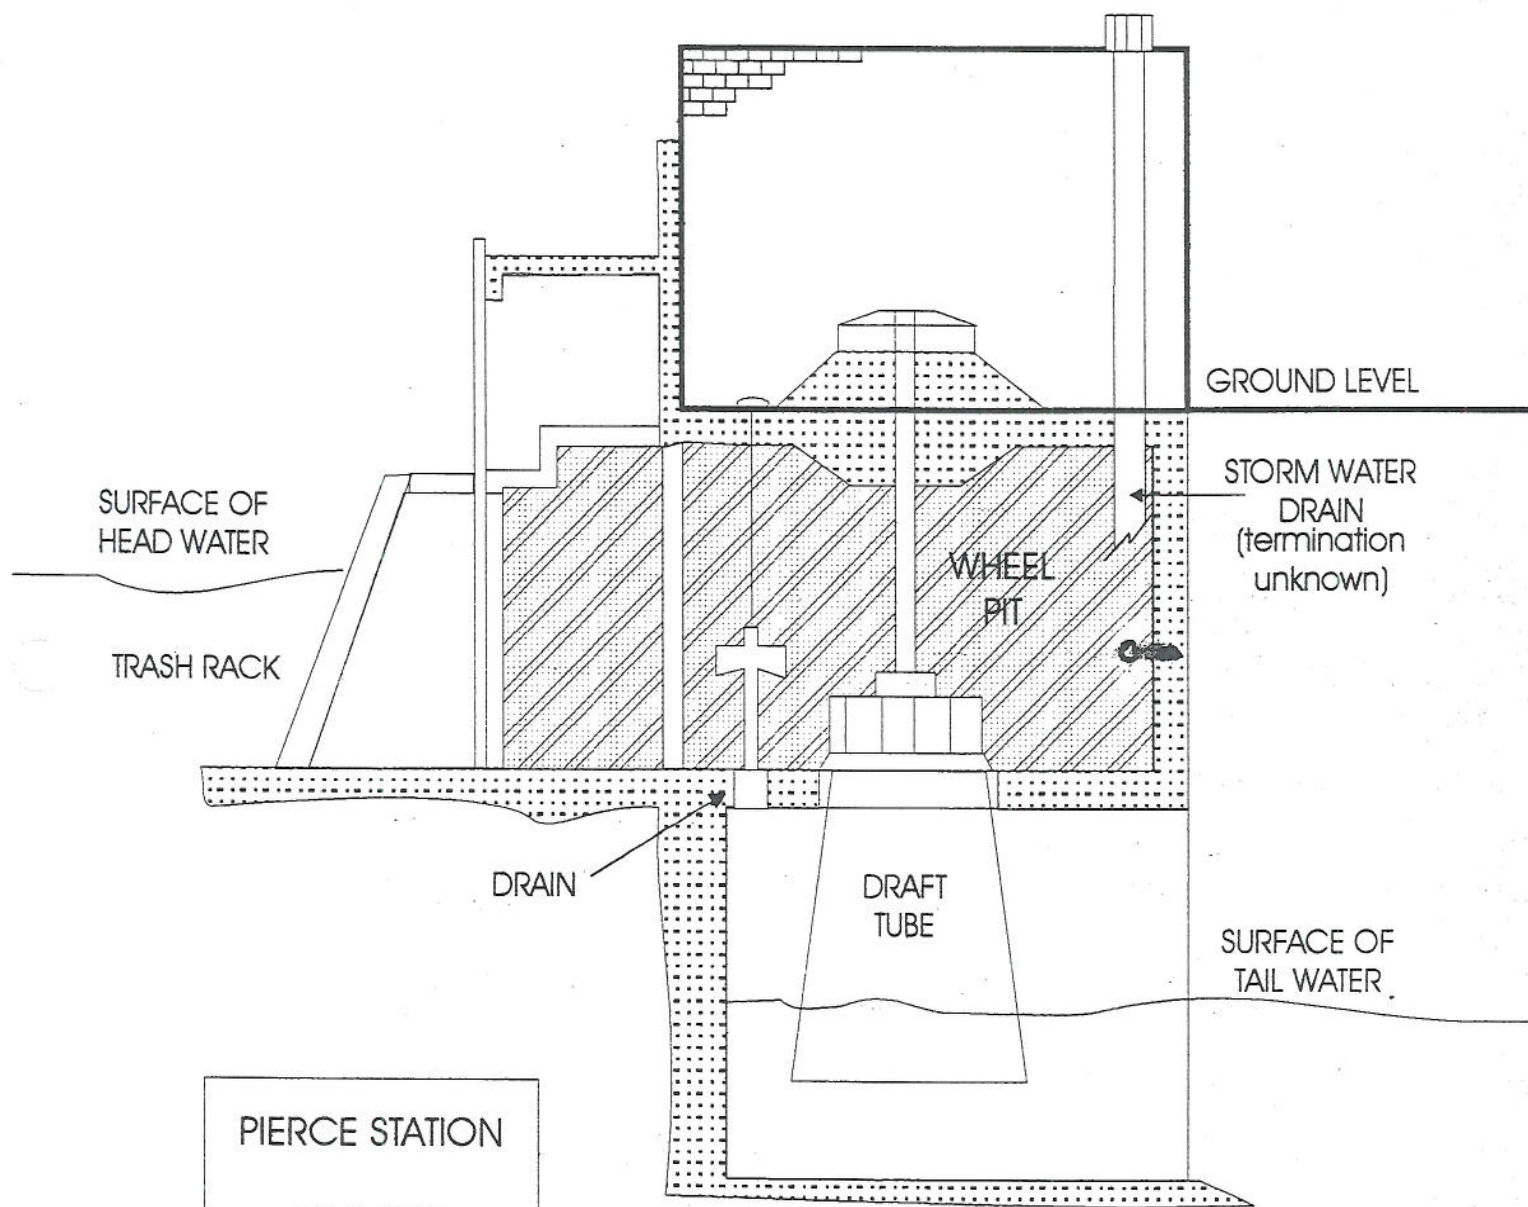 GROUND LEVEL
STORM WATER
DRAIN
(termination
unknown)
SURFACE OF
HEAD WATER
WHEEL
PIT
TRASH RACK
DRAIN
DRAFT
TUBE
SURFACE OF
TAIL WATER
PIERCE STATION